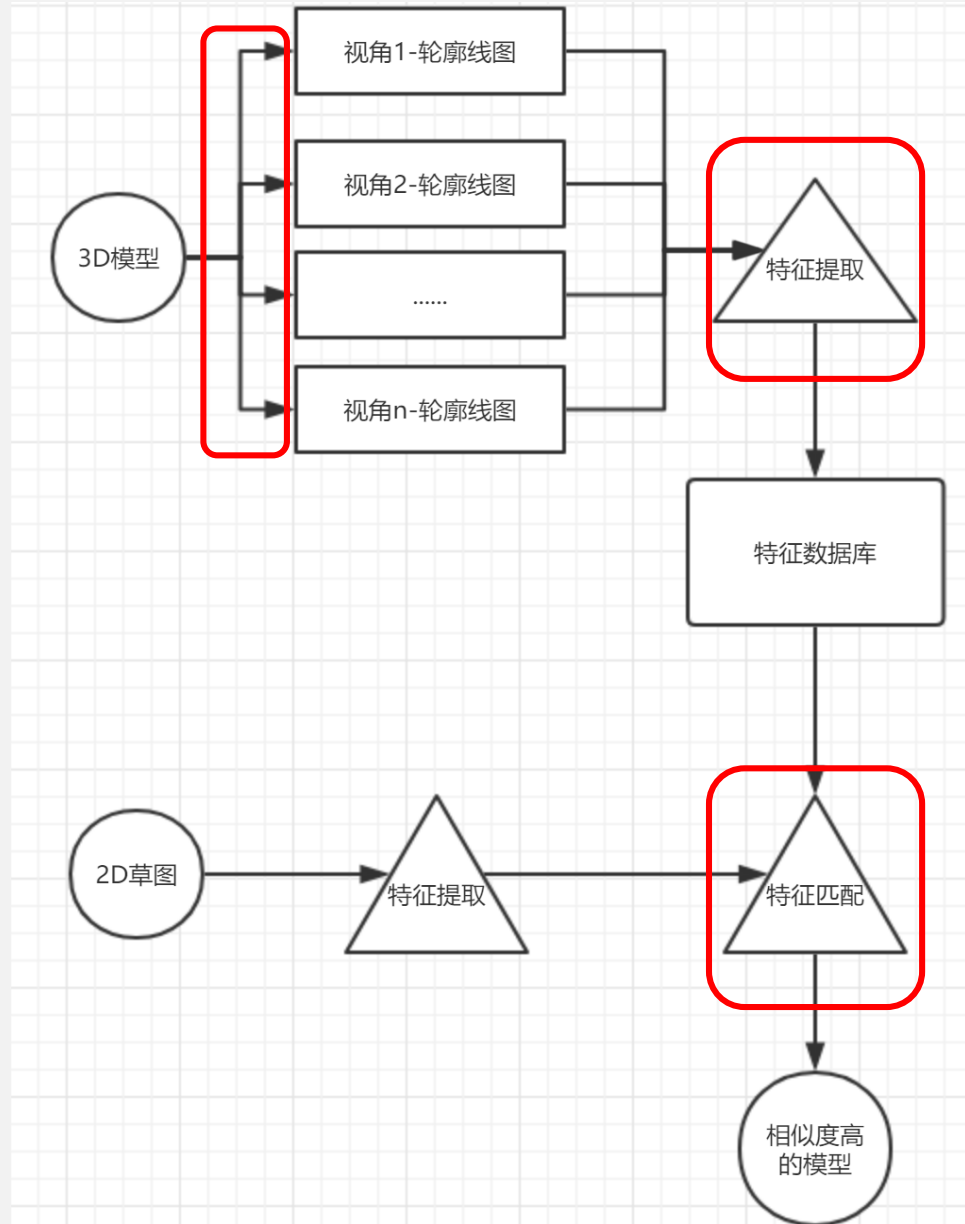 视角1-轮廓线图
视角2-轮廓线图
3D模型
特征提取
......
视角n-轮廓线图
特征数据库
2D草图
特征提取
特征匹配
相似度高
的模型